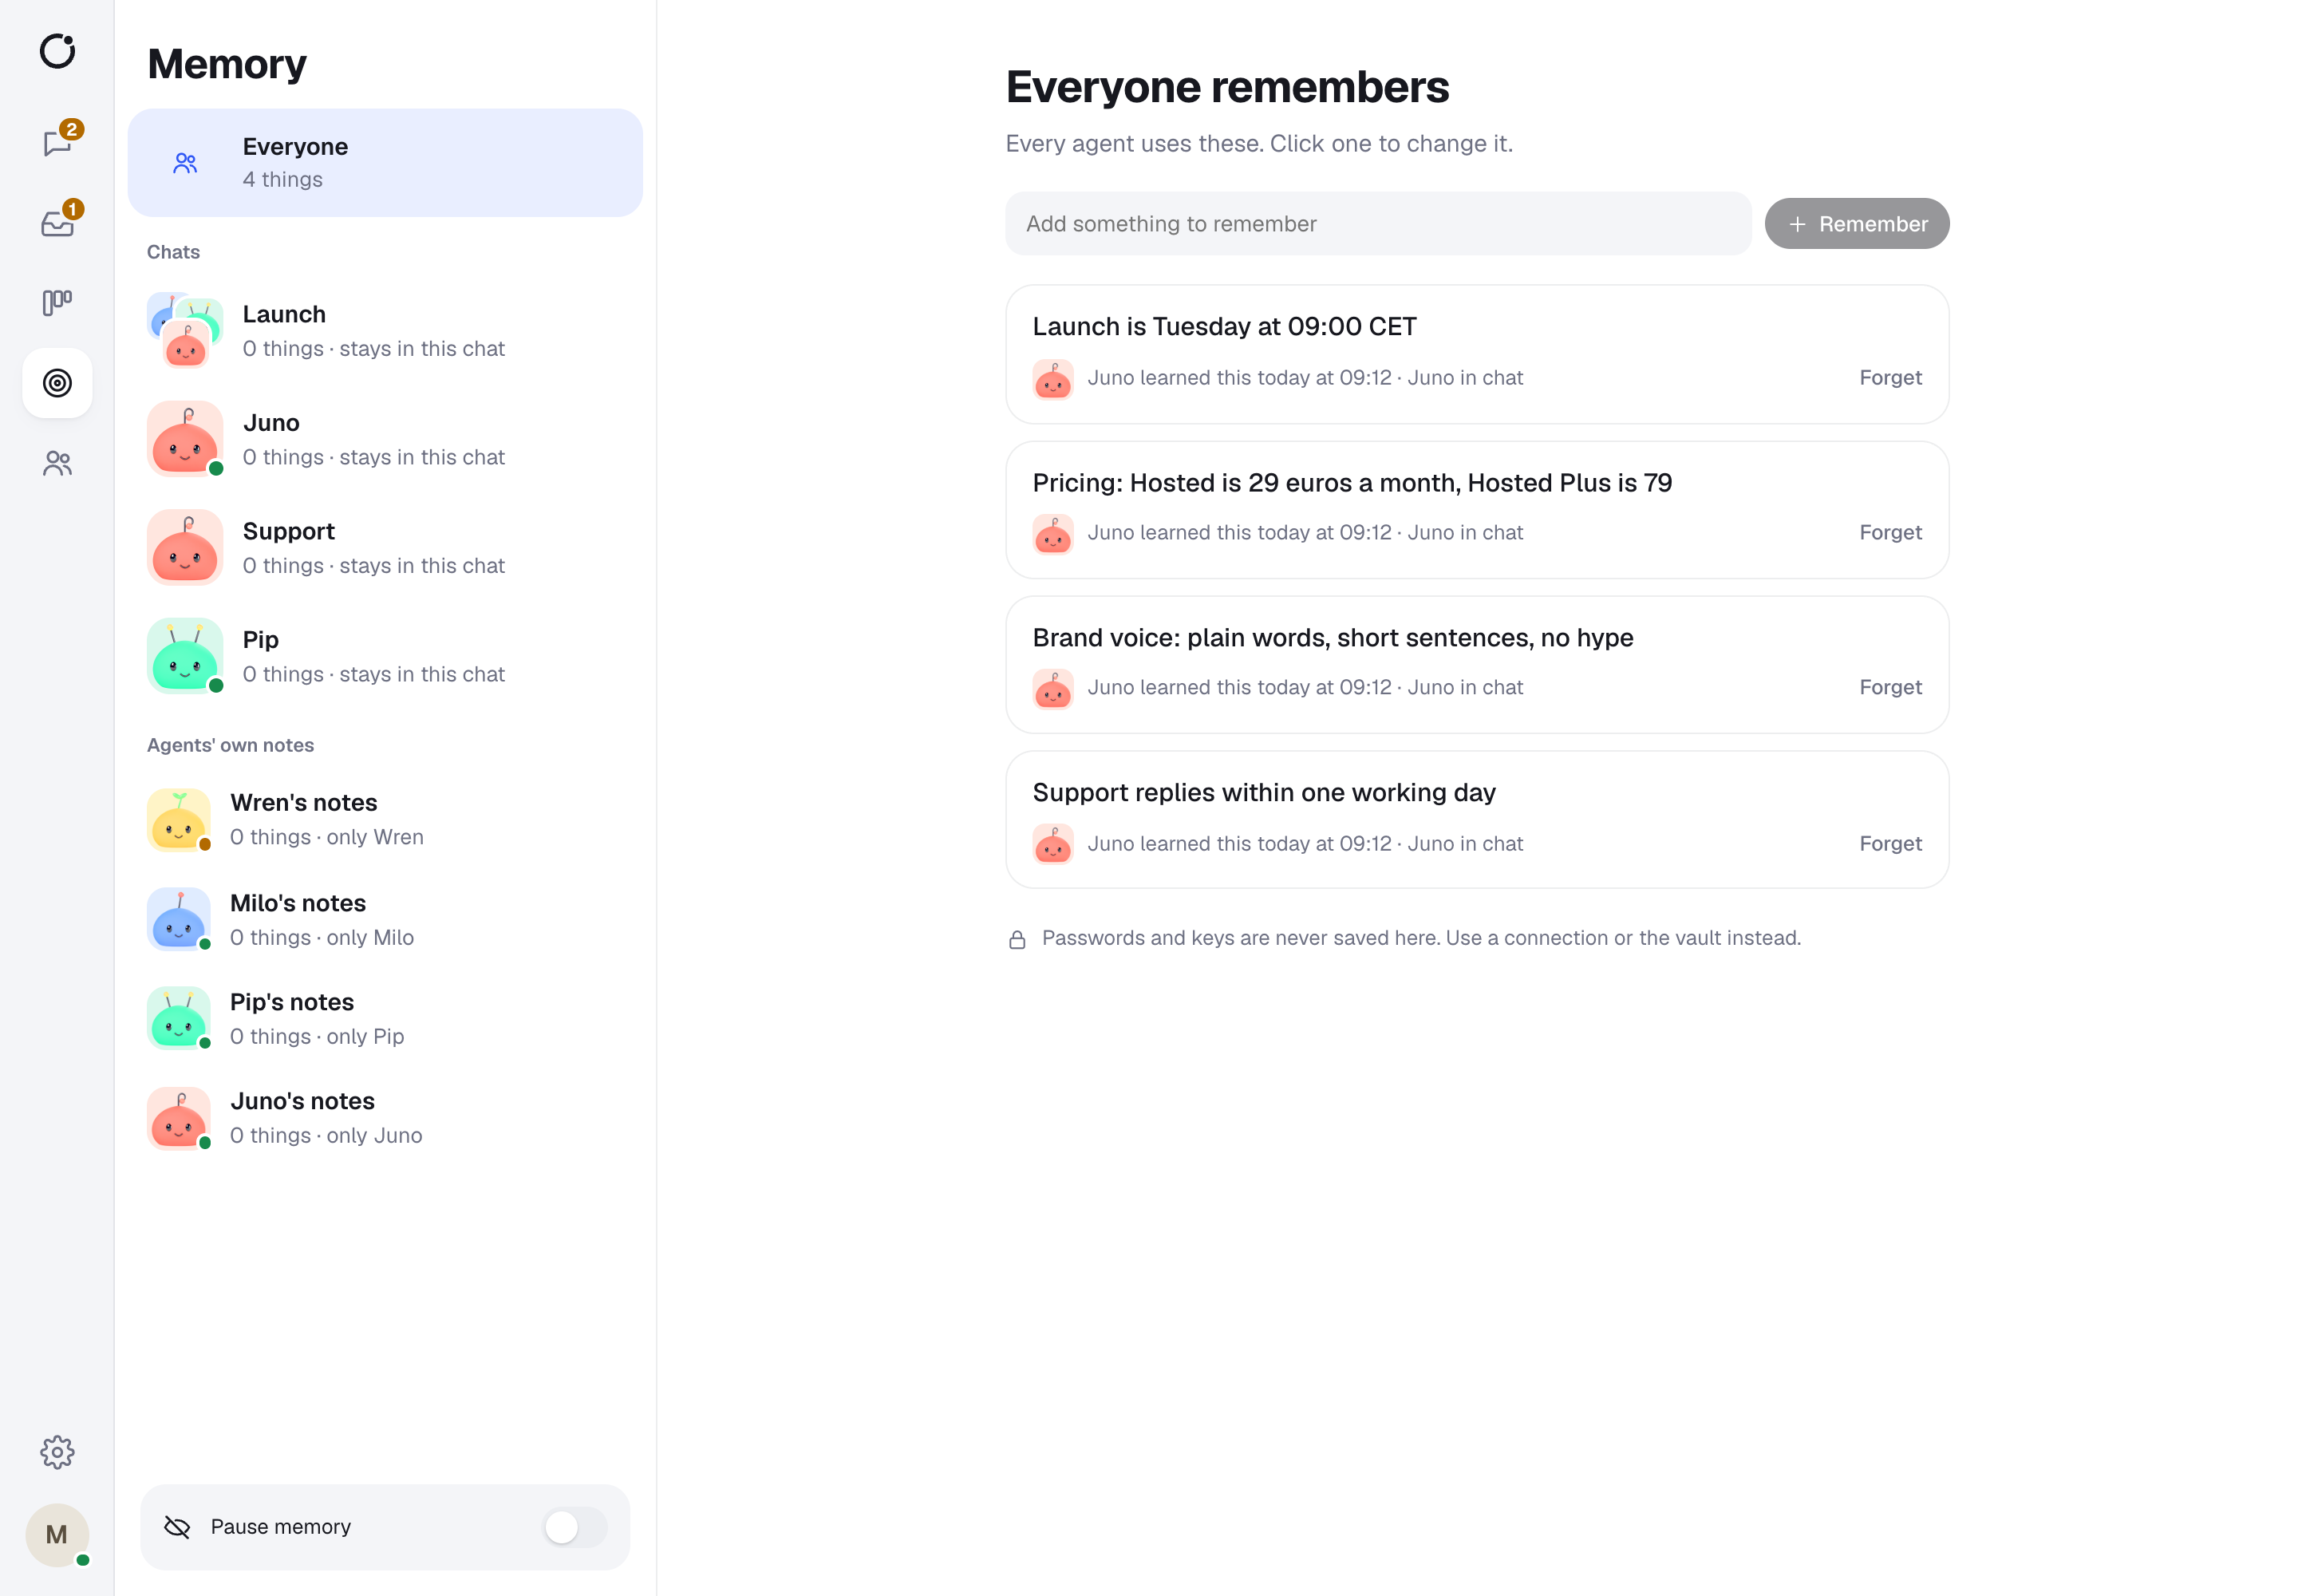 2
1
M
Memory
Everyone
4 things
Chats
Launch
0 things · stays in this chat
Juno
0 things · stays in this chat
Support
0 things · stays in this chat
Pip
0 things · stays in this chat
Agents' own notes
Wren's notes
0 things · only Wren
Milo's notes
0 things · only Milo
Pip's notes
0 things · only Pip
Juno's notes
0 things · only Juno
Pause memory
Everyone remembers
Every agent uses these. Click one to change it.
Add something to remember
+ Remember
Launch is Tuesday at 09:00 CET
Juno learned this today at 09:12 · Juno in chat
Forget
Pricing: Hosted is 29 euros a month, Hosted Plus is 79
Juno learned this today at 09:12 · Juno in chat
Forget
Brand voice: plain words, short sentences, no hype
Juno learned this today at 09:12 · Juno in chat
Forget
Support replies within one working day
Juno learned this today at 09:12 · Juno in chat
Forget
Passwords and keys are never saved here. Use a connection or the vault instead.